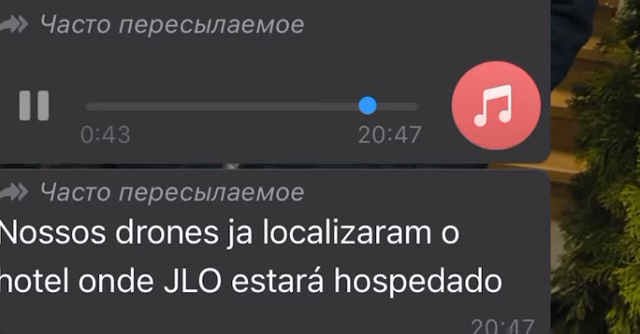 Часто пересылаемое
0:43
20:47
Часто пересылаемое
Nossos drones ja localizaram o
hotel onde JLO estará hospedado
20:47